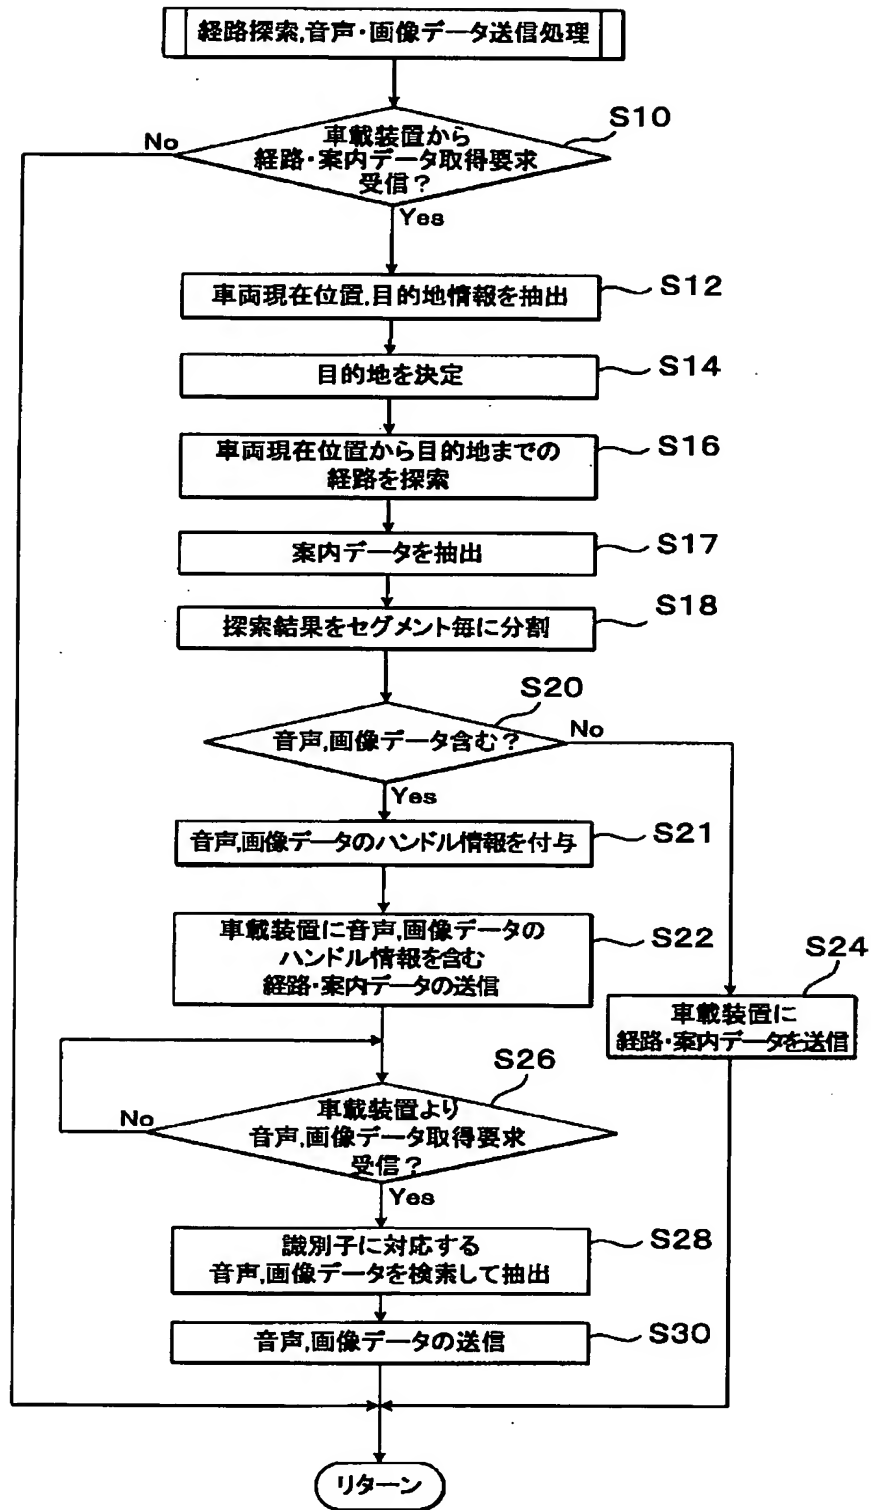 経路探索,音声・画像データ送信処理
S10
No
車載装置から
経路・案内データ取得要求
受信？
Yes
車両現在位置,目的地情報を抽出
S12
目的地を決定
S14
車両現在位置から目的地までの
経路を探索
S16
案内データを抽出
S17
探索結果をセグメント毎に分割
S18
S20
音声,画像データ含む？
No
Yes
音声,画像データのハンドル情報を付与
S21
車載装置に音声,画像データの
ハンドル情報を含む
経路・案内データの送信
S22
S24
車載装置に
経路・案内データを送信
S26
車載装置より
音声,画像データ取得要求
受信？
No
Yes
識別子に対応する
音声,画像データを検索して抽出
S28
音声,画像データの送信
S30
リターン